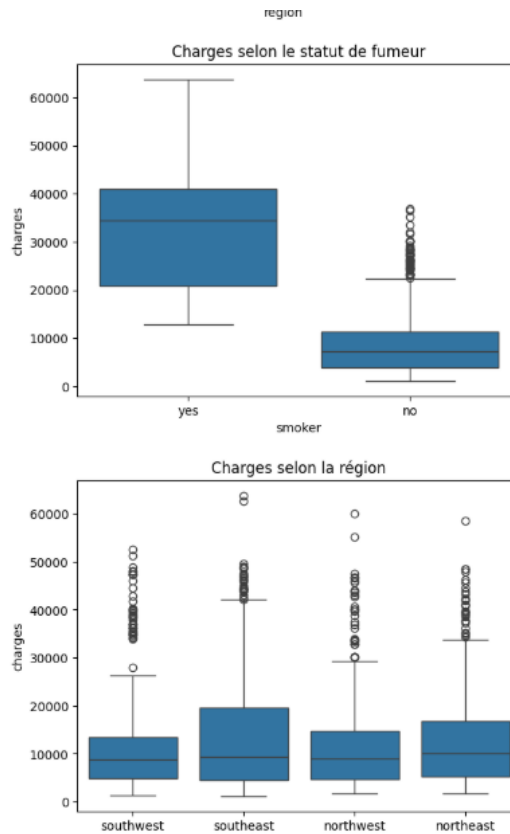 region
Charges selon le statut de fumeur
60000
50000
40000
30000
20000
10000
0
charges
yes no
smoker
Charges selon la région
60000
50000
40000
30000
20000
10000
0
charges
southwest southeast northwest northeast